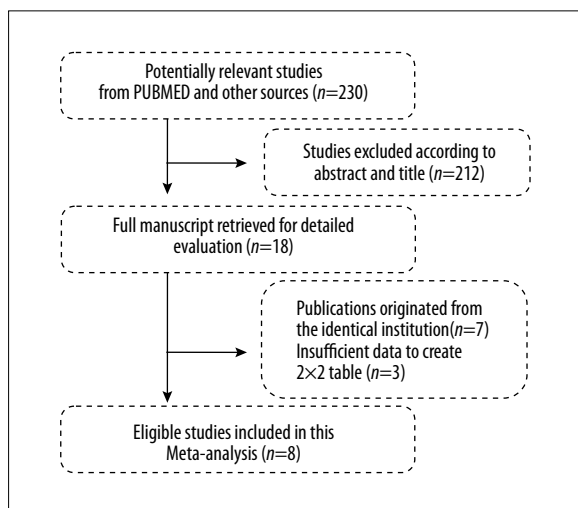 Potentially relevant studies
from PUBMED and other sources (n=230)
Studies excluded according to
abstract and title (n=212)
Full manuscript retrieved for detailed
evaluation (n=18)
Publications originated from
the identical institution(n=7)
Insufficient data to create
2×2 table (n=3)
Eligible studies included in this
Meta-analysis (n=8)